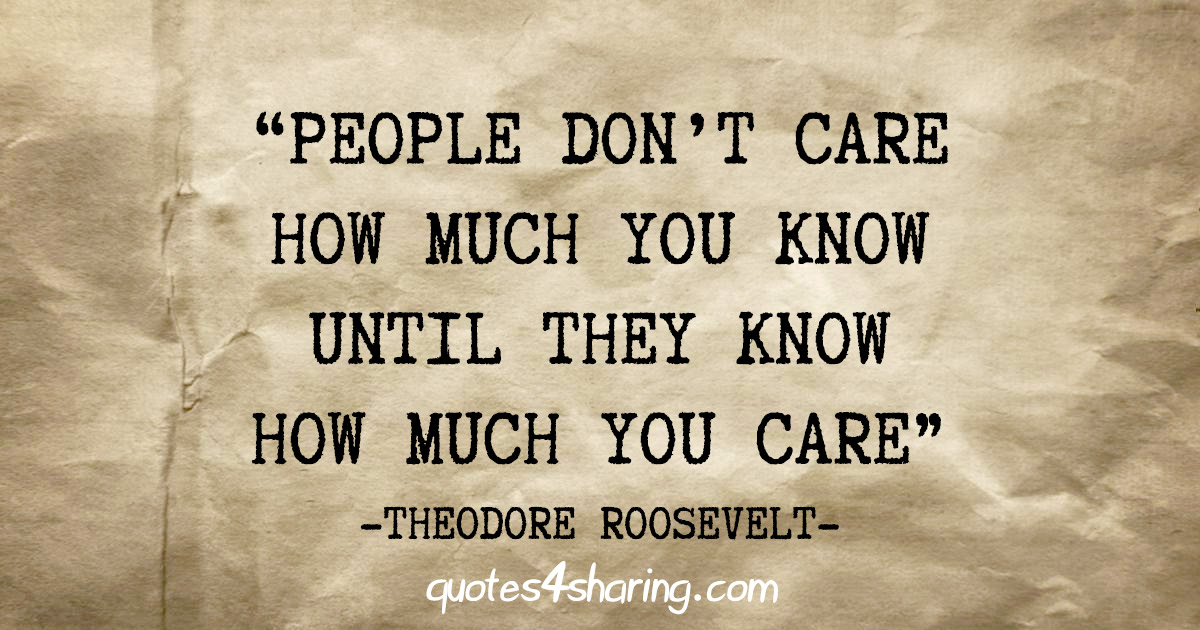 “PEOPLE DON’T CARE
HOW MUCH YOU KNOW
UNTIL THEY KNOW
HOW MUCH YOU CARE”
-THEODORE ROOSEVELT-
quotes4sharing.com